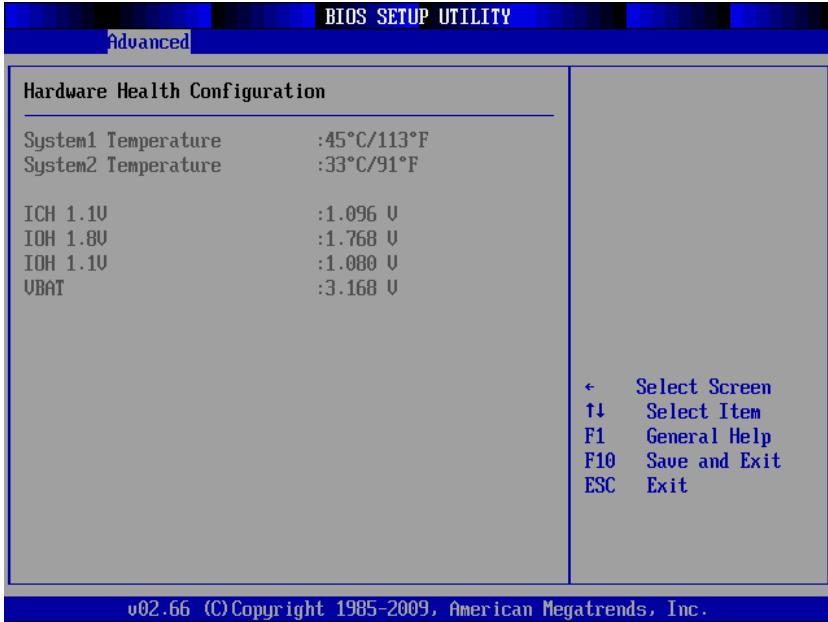 BIOS SETUP UTILITY
Advanced
Hardware Health Configuration
System1 Temperature :45°C/113°F
System2 Temperature :33°C/91°F
ICH 1.1V :1.096 V
IOH 1.8V :1.768 V
IOH 1.1V :1.080 V
VBAT :3.168 V
← Select Screen
↑↓ Select Item
F1 General Help
F10 Save and Exit
ESC Exit
v02.66 (C)Copyright 1985-2009, American Megatrends, Inc.